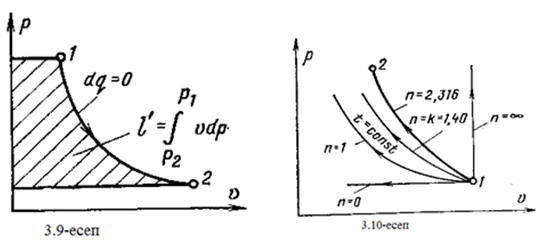 p
1
dq=0
l′=∫ p₁ p₂ υdp
2
υ
3.9-есеп
p
2
n=2,316
n=k=1,40
t=const
n=1
n=∞
1
n=0
υ
3.10-есеп